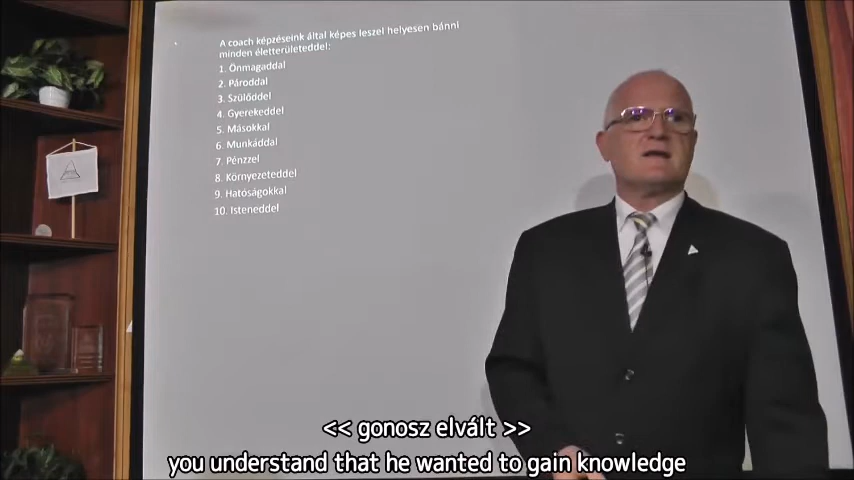 A coach képzéseink által képes leszel helyesen bánni
minden életterületeddel:
1. Önmagaddal
2. Pároddal
3. Szülőddel
4. Gyerekeddel
5. Másokkal
6. Munkáddal
7. Pénzzel
8. Környezeteddel
9. Hatóságokkal
10. Isteneddel
<< gonosz elvált >>
you understand that he wanted to gain knowledge